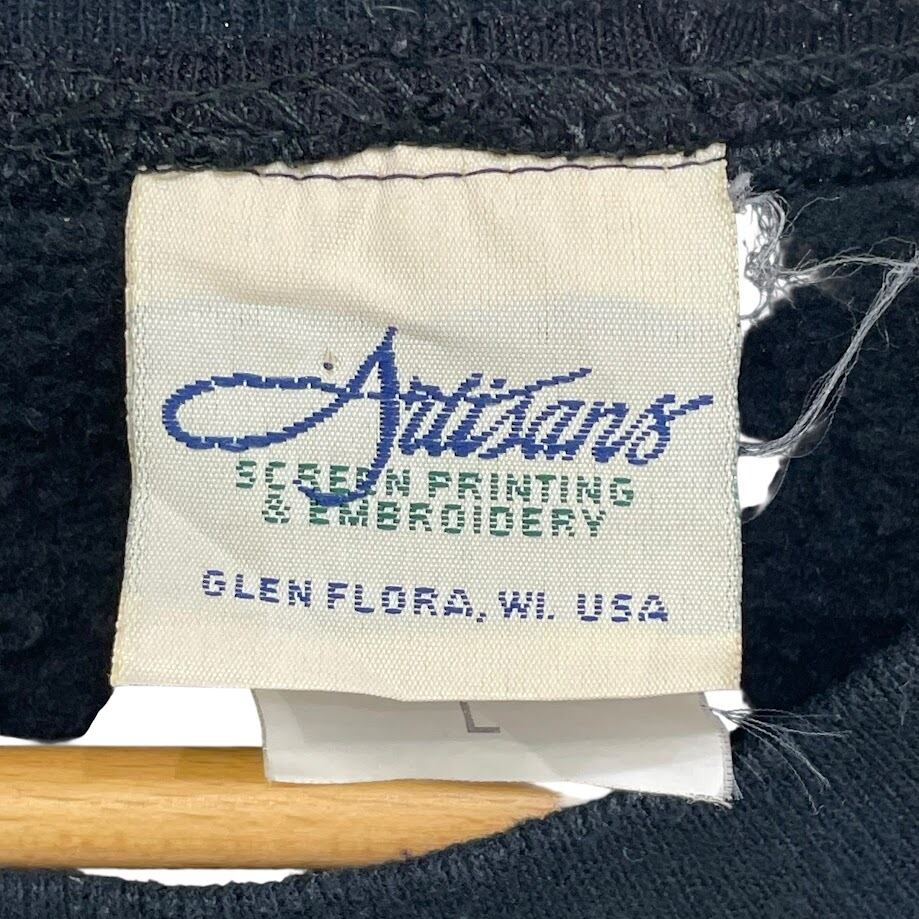 Artisans
SCREEN PRINTING
& EMBROIDERY
GLEN FLORA, WI. USA
L